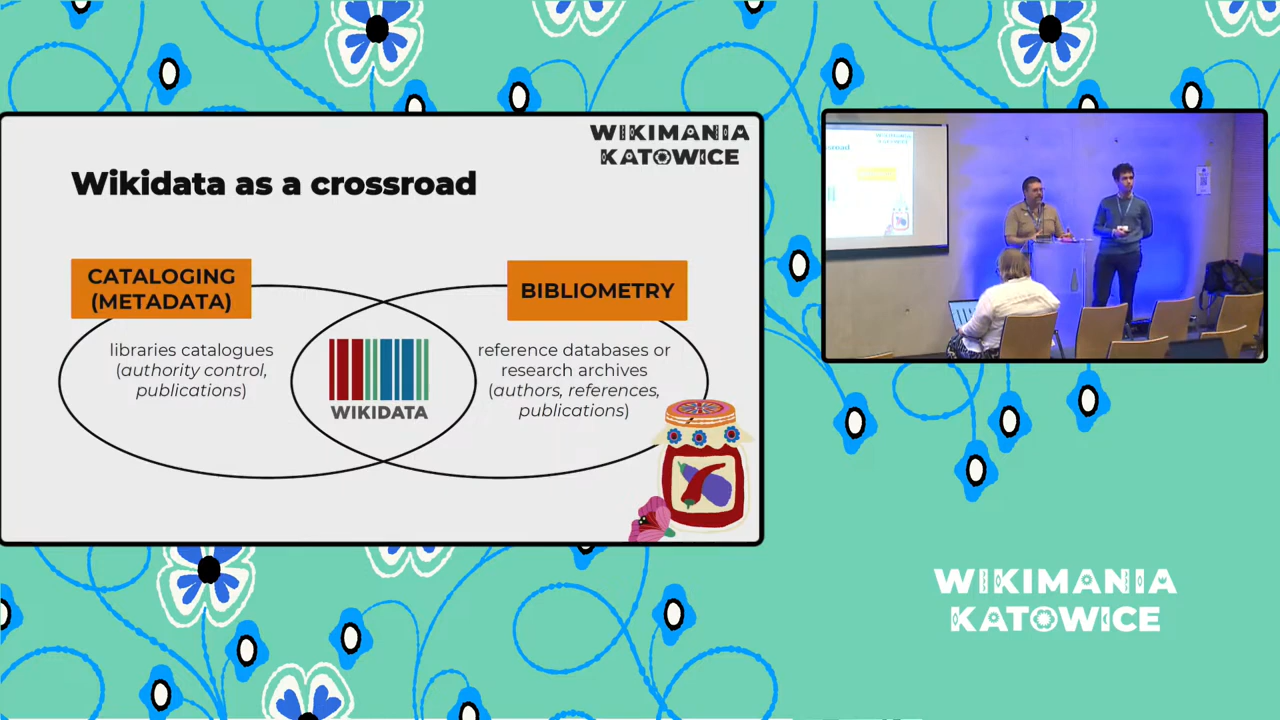 WIKIMANIA
KATOWICE
Wikidata as a crossroad
CATALOGING
(METADATA)
libraries catalogues
(authority control,
publications)
WIKIDATA
BIBLIOMETRY
reference databases or
research archives
(authors, references,
publications)
WIKIMANIA
KATOWICE